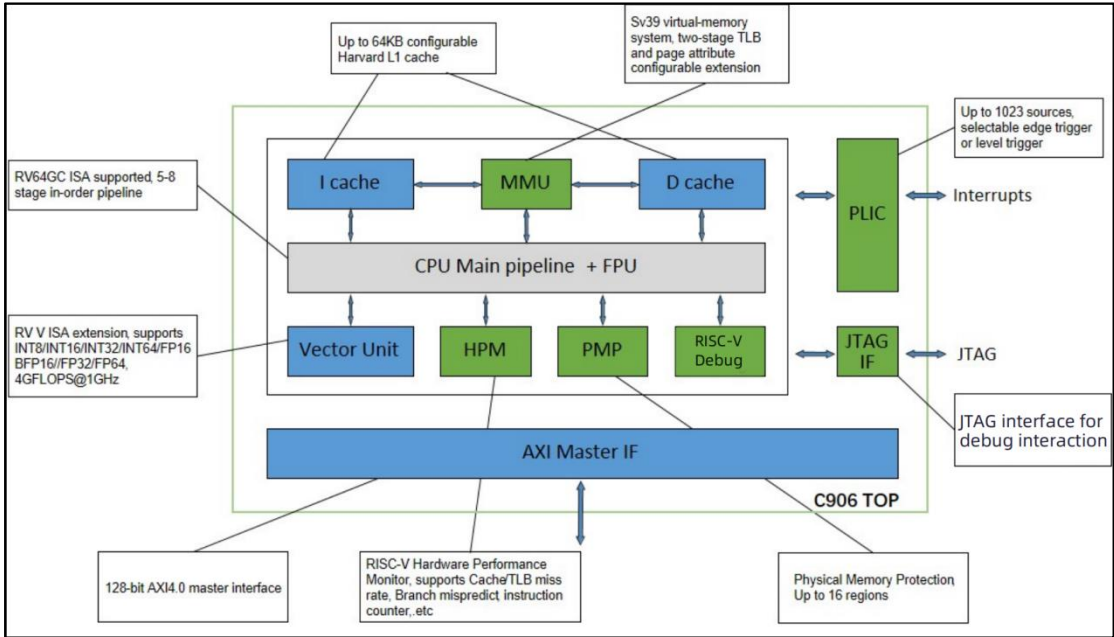 Sv39 virtual-memory
system, two-stage TLB
and page attribute
configurable extension
Up to 64KB configurable
Harvard L1 cache
Up to 1023 sources,
selectable edge trigger
or level trigger
RV64GC ISA supported, 5-8
stage in-order pipeline
I cache
MMU
D cache
PLIC
Interrupts
CPU Main pipeline + FPU
RV V ISA extension, supports
INT8/INT16/INT32/INT64/FP16
BFP16//FP32/FP64,
4GFLOPS@1GHz
Vector Unit
HPM
PMP
RISC-V
Debug
JTAG
IF
JTAG
JTAG interface for
debug interaction
AXI Master IF
C906 TOP
128-bit AXI4.0 master interface
RISC-V Hardware Performance
Monitor, supports Cache/TLB miss
rate, Branch mispredict, instruction
counter,.etc
Physical Memory Protection,
Up to 16 regions